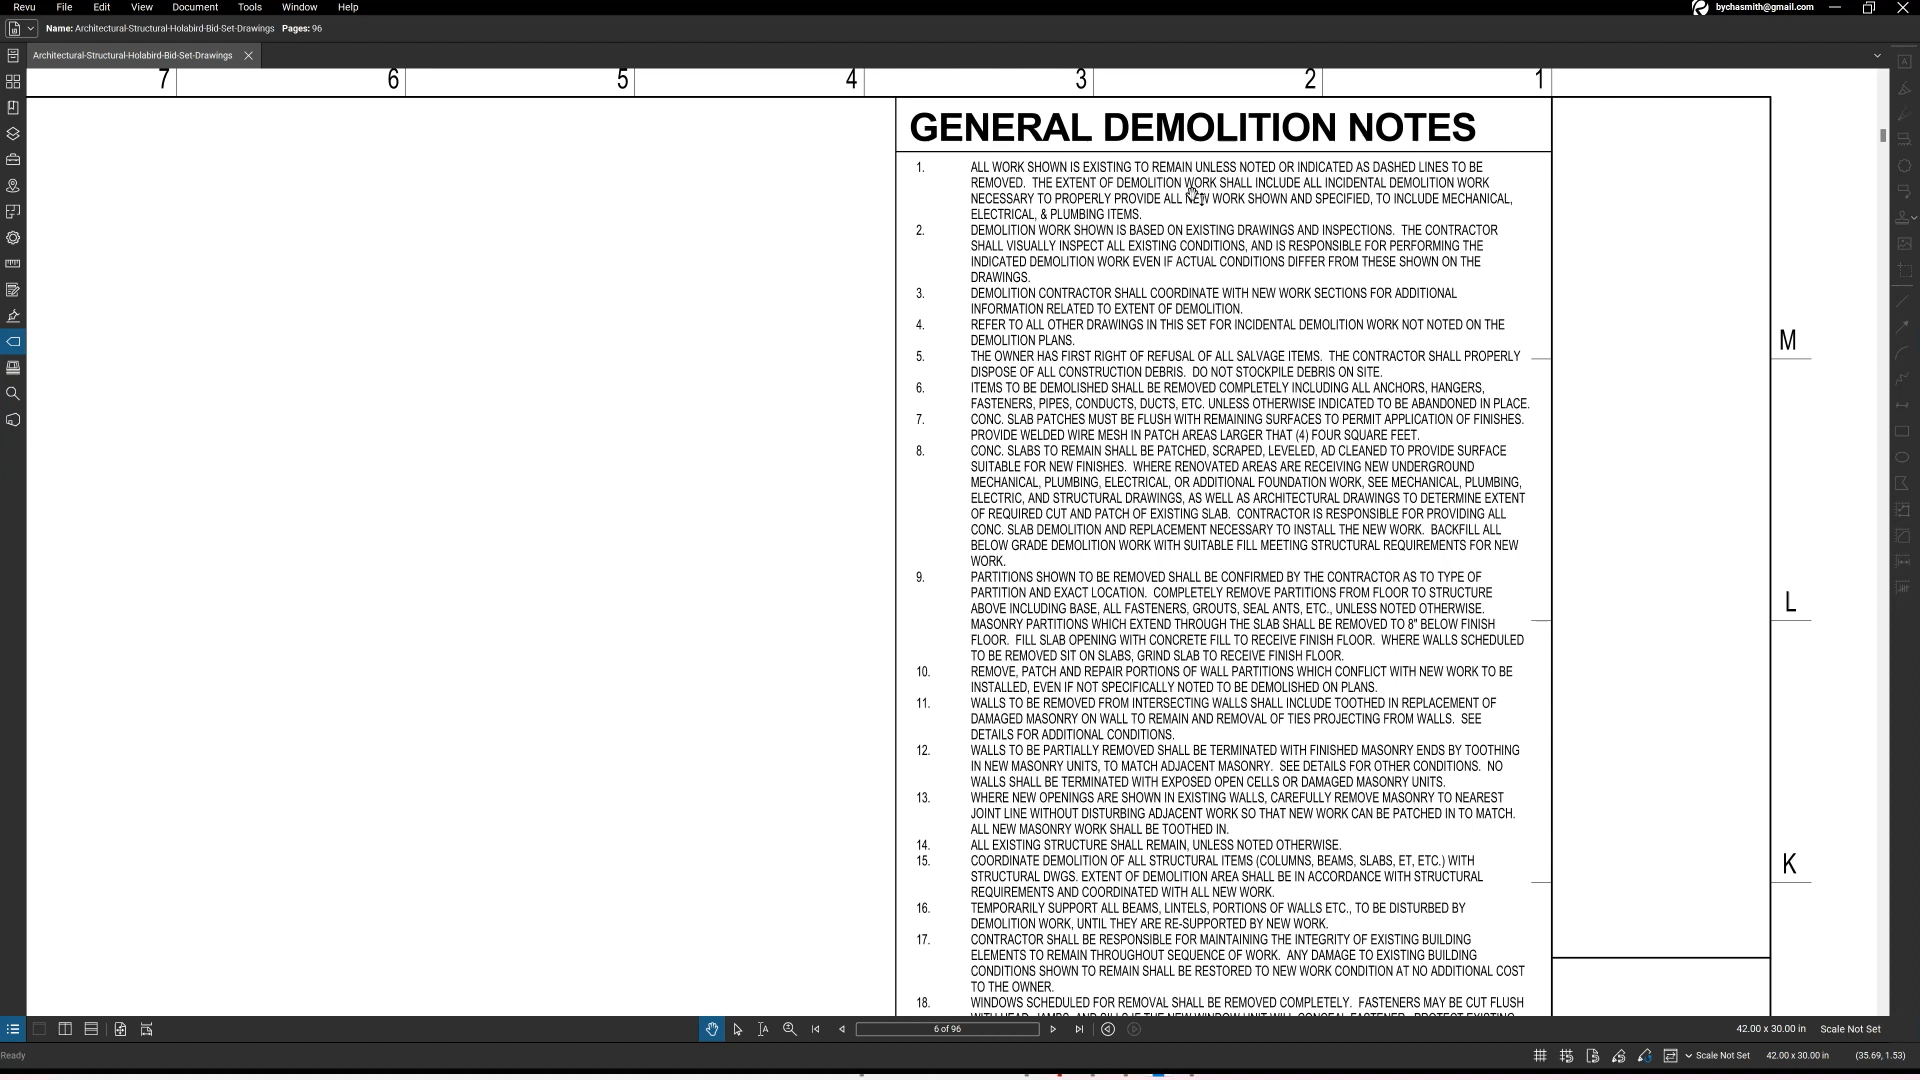 Revu File Edit View Document Tools Window Help bychasmith@gmail.com
Name: Architectural-Structural-Holabird-Bid-Set-Drawings Pages: 96
Architectural-Structural-Holabird-Bid-Set-Drawings
7 6 5 4 3 2 1
GENERAL DEMOLITION NOTES
1. ALL WORK SHOWN IS EXISTING TO REMAIN UNLESS NOTED OR INDICATED AS DASHED LINES TO BE
REMOVED. THE EXTENT OF DEMOLITION WORK SHALL INCLUDE ALL INCIDENTAL DEMOLITION WORK
NECESSARY TO PROPERLY PROVIDE ALL NEW WORK SHOWN AND SPECIFIED, TO INCLUDE MECHANICAL,
ELECTRICAL, & PLUMBING ITEMS.
2. DEMOLITION WORK SHOWN IS BASED ON EXISTING DRAWINGS AND INSPECTIONS. THE CONTRACTOR
SHALL VISUALLY INSPECT ALL EXISTING CONDITIONS, AND IS RESPONSIBLE FOR PERFORMING THE
INDICATED DEMOLITION WORK EVEN IF ACTUAL CONDITIONS DIFFER FROM THESE SHOWN ON THE
DRAWINGS.
3. DEMOLITION CONTRACTOR SHALL COORDINATE WITH NEW WORK SECTIONS FOR ADDITIONAL
INFORMATION RELATED TO EXTENT OF DEMOLITION.
4. REFER TO ALL OTHER DRAWINGS IN THIS SET FOR INCIDENTAL DEMOLITION WORK NOT NOTED ON THE
DEMOLITION PLANS.
5. THE OWNER HAS FIRST RIGHT OF REFUSAL OF ALL SALVAGE ITEMS. THE CONTRACTOR SHALL PROPERLY
DISPOSE OF ALL CONSTRUCTION DEBRIS. DO NOT STOCKPILE DEBRIS ON SITE.
6. ITEMS TO BE DEMOLISHED SHALL BE REMOVED COMPLETELY INCLUDING ALL ANCHORS, HANGERS,
FASTENERS, PIPES, CONDUCTS, DUCTS, ETC. UNLESS OTHERWISE INDICATED TO BE ABANDONED IN PLACE.
7. CONC. SLAB PATCHES MUST BE FLUSH WITH REMAINING SURFACES TO PERMIT APPLICATION OF FINISHES.
PROVIDE WELDED WIRE MESH IN PATCH AREAS LARGER THAT (4) FOUR SQUARE FEET.
8. CONC. SLABS TO REMAIN SHALL BE PATCHED, SCRAPED, LEVELED, AD CLEANED TO PROVIDE SURFACE
SUITABLE FOR NEW FINISHES. WHERE RENOVATED AREAS ARE RECEIVING NEW UNDERGROUND
MECHANICAL, PLUMBING, ELECTRICAL, OR ADDITIONAL FOUNDATION WORK, SEE MECHANICAL, PLUMBING,
ELECTRIC, AND STRUCTURAL DRAWINGS, AS WELL AS ARCHITECTURAL DRAWINGS TO DETERMINE EXTENT
OF REQUIRED CUT AND PATCH OF EXISTING SLAB. CONTRACTOR IS RESPONSIBLE FOR PROVIDING ALL
CONC. SLAB DEMOLITION AND REPLACEMENT NECESSARY TO INSTALL THE NEW WORK. BACKFILL ALL
BELOW GRADE DEMOLITION WORK WITH SUITABLE FILL MEETING STRUCTURAL REQUIREMENTS FOR NEW
WORK.
9. PARTITIONS SHOWN TO BE REMOVED SHALL BE CONFIRMED BY THE CONTRACTOR AS TO TYPE OF
PARTITION AND EXACT LOCATION. COMPLETELY REMOVE PARTITIONS FROM FLOOR TO STRUCTURE
ABOVE INCLUDING BASE, ALL FASTENERS, GROUTS, SEAL ANTS, ETC., UNLESS NOTED OTHERWISE.
MASONRY PARTITIONS WHICH EXTEND THROUGH THE SLAB SHALL BE REMOVED TO 8" BELOW FINISH
FLOOR. FILL SLAB OPENING WITH CONCRETE FILL TO RECEIVE FINISH FLOOR. WHERE WALLS SCHEDULED
TO BE REMOVED SIT ON SLABS, GRIND SLAB TO RECEIVE FINISH FLOOR.
10. REMOVE, PATCH AND REPAIR PORTIONS OF WALL PARTITIONS WHICH CONFLICT WITH NEW WORK TO BE
INSTALLED, EVEN IF NOT SPECIFICALLY NOTED TO BE DEMOLISHED ON PLANS.
11. WALLS TO BE REMOVED FROM INTERSECTING WALLS SHALL INCLUDE TOOTHED IN REPLACEMENT OF
DAMAGED MASONRY ON WALL TO REMAIN AND REMOVAL OF TIES PROJECTING FROM WALLS. SEE
DETAILS FOR ADDITIONAL CONDITIONS.
12. WALLS TO BE PARTIALLY REMOVED SHALL BE TERMINATED WITH FINISHED MASONRY ENDS BY TOOTHING
IN NEW MASONRY UNITS, TO MATCH ADJACENT MASONRY. SEE DETAILS FOR OTHER CONDITIONS. NO
WALLS SHALL BE TERMINATED WITH EXPOSED OPEN CELLS OR DAMAGED MASONRY UNITS.
13. WHERE NEW OPENINGS ARE SHOWN IN EXISTING WALLS, CAREFULLY REMOVE MASONRY TO NEAREST
JOINT LINE WITHOUT DISTURBING ADJACENT WORK SO THAT NEW WORK CAN BE PATCHED IN TO MATCH.
ALL NEW MASONRY WORK SHALL BE TOOTHED IN.
14. ALL EXISTING STRUCTURE SHALL REMAIN, UNLESS NOTED OTHERWISE.
15. COORDINATE DEMOLITION OF ALL STRUCTURAL ITEMS (COLUMNS, BEAMS, SLABS, ET, ETC.) WITH
STRUCTURAL DWGS. EXTENT OF DEMOLITION AREA SHALL BE IN ACCORDANCE WITH STRUCTURAL
REQUIREMENTS AND COORDINATED WITH ALL NEW WORK.
16. TEMPORARILY SUPPORT ALL BEAMS, LINTELS, PORTIONS OF WALLS ETC., TO BE DISTURBED BY
DEMOLITION WORK, UNTIL THEY ARE RE-SUPPORTED BY NEW WORK.
17. CONTRACTOR SHALL BE RESPONSIBLE FOR MAINTAINING THE INTEGRITY OF EXISTING BUILDING
ELEMENTS TO REMAIN THROUGHOUT SEQUENCE OF WORK. ANY DAMAGE TO EXISTING BUILDING
CONDITIONS SHOWN TO REMAIN SHALL BE RESTORED TO NEW WORK CONDITION AT NO ADDITIONAL COST
TO THE OWNER.
18. WINDOWS SCHEDULED FOR REMOVAL SHALL BE REMOVED COMPLETELY. FASTENERS MAY BE CUT FLUSH
M
L
K
6 of 96
42.00 x 30.00 in Scale Not Set
Ready
Scale Not Set 42.00 x 30.00 in (35.69, 1.53)